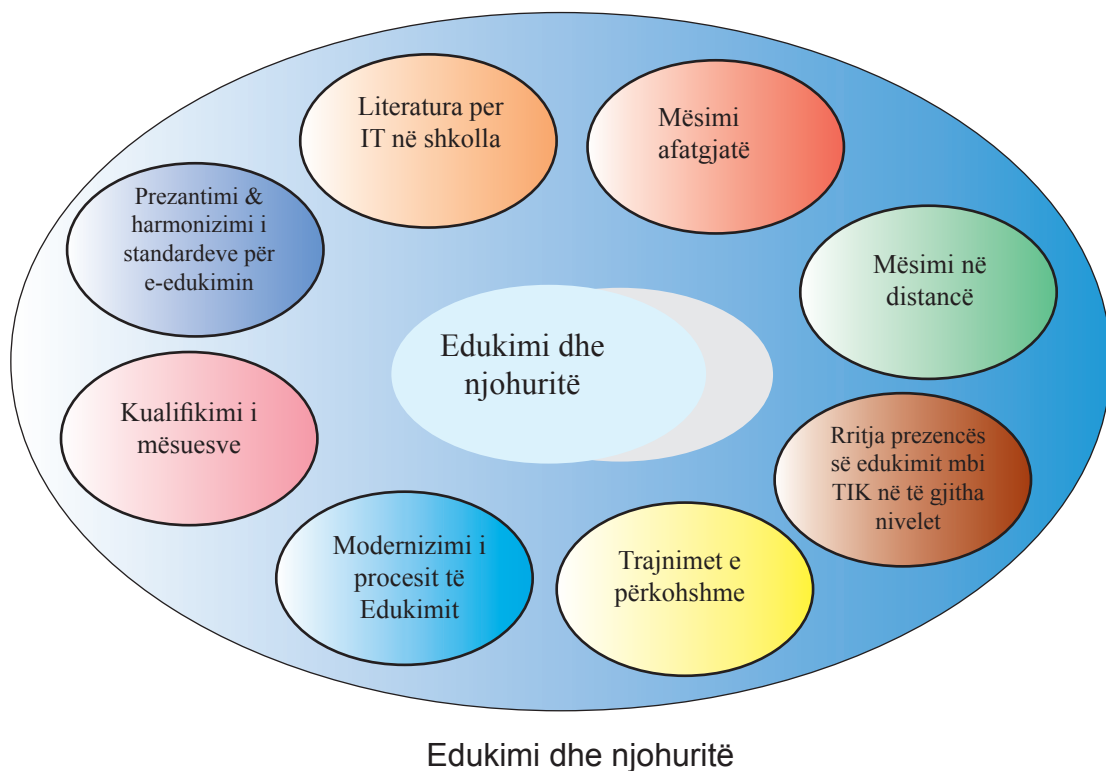 Literatura per
IT në shkolla
Mësimi
afatgjatë
Prezantimi &
harmonizimi i
standardeve për
e-edukimin
Mësimi në
distancë
Edukimi dhe
njohuritë
Kualifikimi i
mësuesve
Rritja prezencës
së edukimit mbi
TIK në të gjitha
nivelet
Modernizimi i
procesit të
Edukimit
Trajnimet e
përkohshme
Edukimi dhe njohuritë